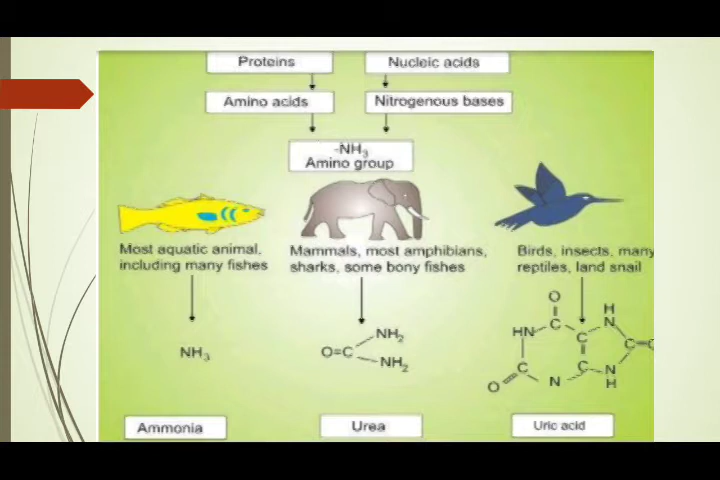 Proteins
Nucleic acids
Amino acids
Nitrogenous bases
-NH3
Amino group
Most aquatic animal,
including many fishes
Mammals, most amphibians,
sharks, some bony fishes
Birds, insects, many
reptiles, land snail
NH3
O=C
NH2
NH2
O
H
HN
C
N
C
C
C
C
N
O
N
H
Ammonia
Urea
Uric acid